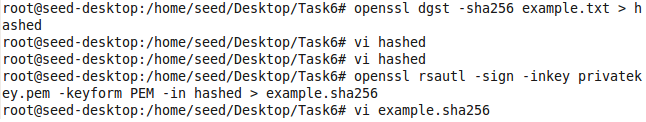 root@seed-desktop:/home/seed/Desktop/Task6# openssl dgst -sha256 example.txt > h
ashed
root@seed-desktop:/home/seed/Desktop/Task6# vi hashed
root@seed-desktop:/home/seed/Desktop/Task6# vi hashed
root@seed-desktop:/home/seed/Desktop/Task6# openssl rsautl -sign -inkey privatek
ey.pem -keyform PEM -in hashed > example.sha256
root@seed-desktop:/home/seed/Desktop/Task6# vi example.sha256